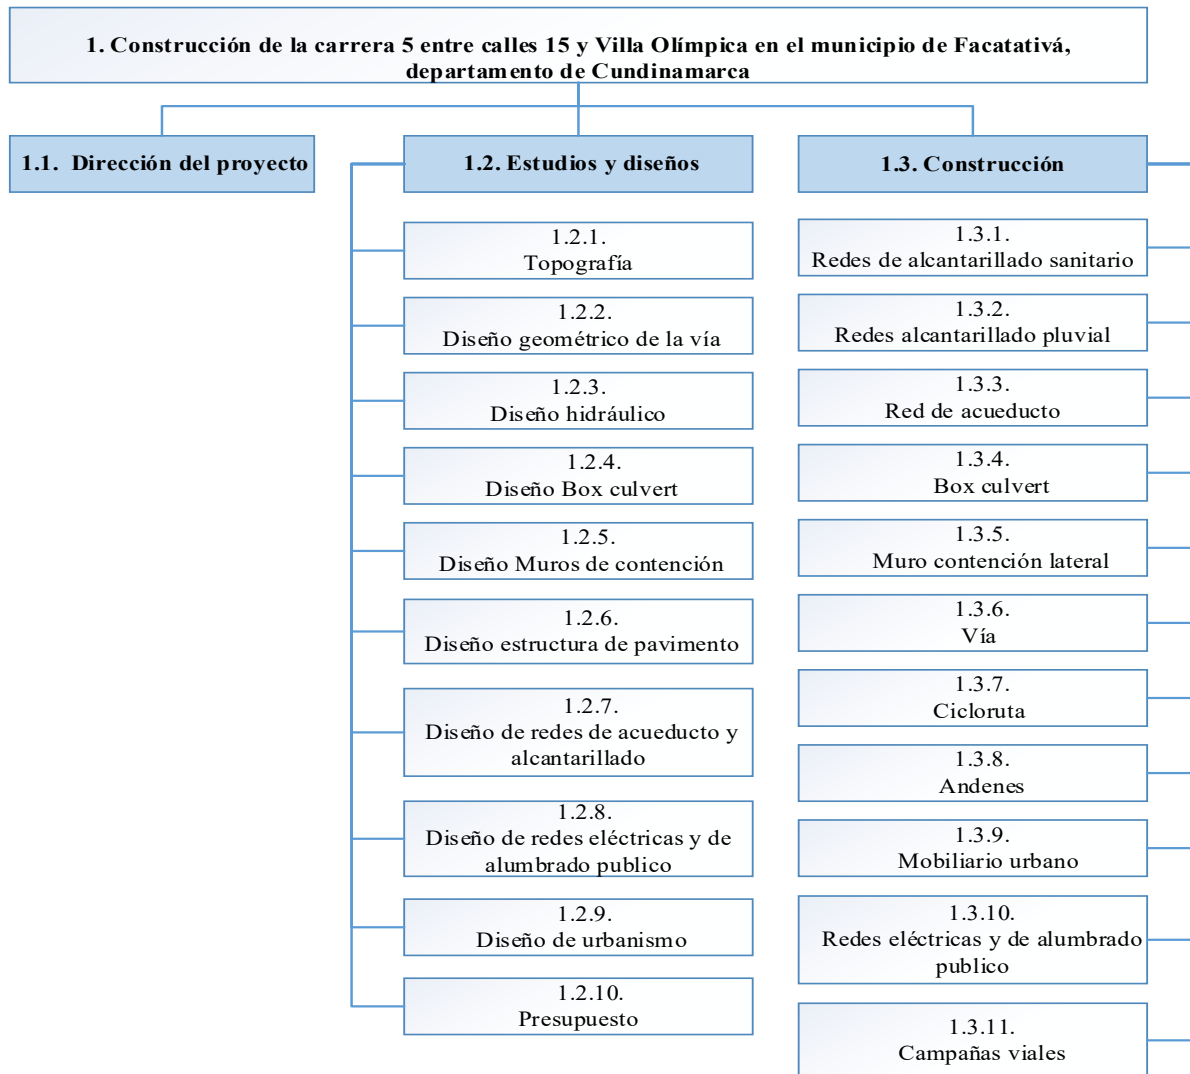 1. Construcción de la carrera 5 entre calles 15 y Villa Olímpica en el municipio de Facatativá,
departamento de Cundinamarca
1.1. Dirección del proyecto
1.2. Estudios y diseños
1.2.1.
Topografía
1.2.2.
Diseño geométrico de la vía
1.2.3.
Diseño hidráulico
1.2.4.
Diseño Box culvert
1.2.5.
Diseño Muros de contención
1.2.6.
Diseño estructura de pavimento
1.2.7.
Diseño de redes de acueducto y
alcantarillado
1.2.8.
Diseño de redes eléctricas y de
alumbrado publico
1.2.9.
Diseño de urbanismo
1.2.10.
Presupuesto
1.3. Construcción
1.3.1.
Redes de alcantarillado sanitario
1.3.2.
Redes alcantarillado pluvial
1.3.3.
Red de acueducto
1.3.4.
Box culvert
1.3.5.
Muro contención lateral
1.3.6.
Vía
1.3.7.
Cicloruta
1.3.8.
Andenes
1.3.9.
Mobiliario urbano
1.3.10.
Redes eléctricas y de alumbrado
publico
1.3.11.
Campañas viales